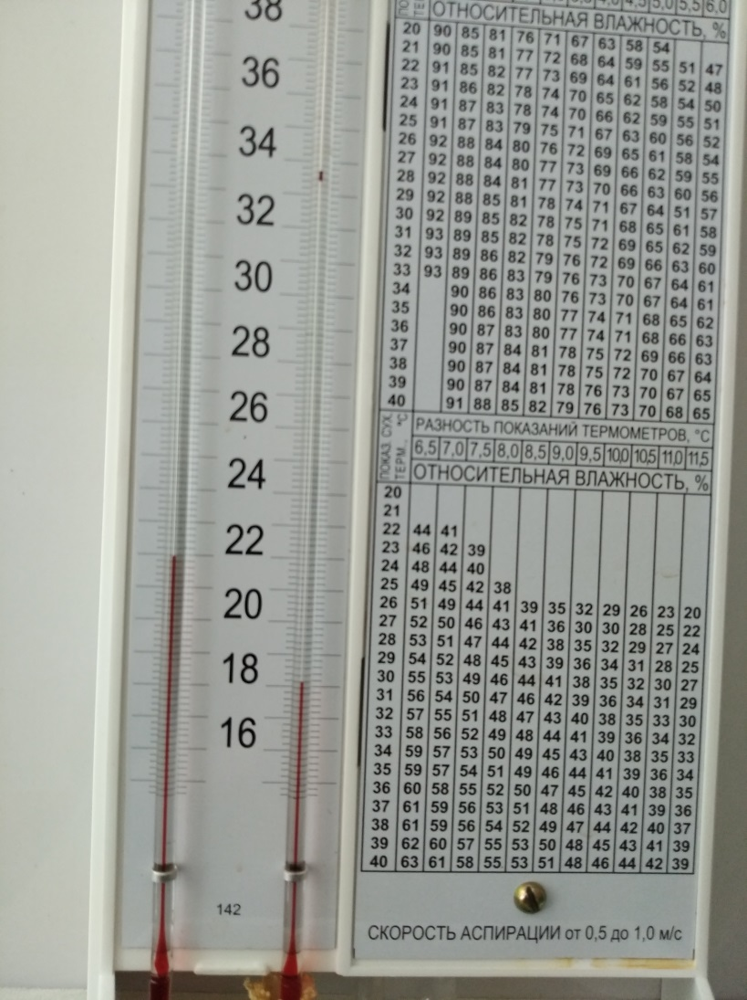 38
36
34
32
30
28
26
24
22
20
18
16
142
4,5 5,0 5,5 6,0
ОТНОСИТЕЛЬНАЯ ВЛАЖНОСТЬ, %
20 90 85 81 76 71 67 63 58 54
21 90 85 81 77 72 68 64 59 55 51 47
22 91 85 82 77 73 69 64 61 56 52 48
23 91 86 82 78 74 70 65 62 58 54 50
24 91 87 83 78 74 70 66 62 59 55 51
25 91 87 83 79 75 71 67 63 60 56 52
26 92 88 84 80 76 72 69 65 61 58 54
27 92 88 84 80 77 73 69 66 62 59 55
28 92 88 84 81 77 73 70 66 63 60 56
29 92 88 85 81 78 74 71 67 64 51 57
30 92 89 85 82 78 75 71 68 65 61 58
31 93 89 85 82 78 75 72 69 65 62 59
32 93 89 86 82 79 76 72 69 66 63 60
33 93 89 86 83 79 76 73 70 67 64 61
34 90 86 83 80 76 73 70 67 64 61
35 90 86 83 80 77 74 71 68 65 62
36 90 87 83 80 77 74 71 68 66 63
37 90 87 84 81 78 75 72 69 66 63
38 90 87 84 81 78 75 72 70 67 64
39 90 87 84 81 78 76 73 70 67 65
40 91 88 85 82 79 76 73 70 68 65
ПОКАЗ. СУХ.
ТЕРМ., °С
РАЗНОСТЬ ПОКАЗАНИЙ ТЕРМОМЕТРОВ, °С
6,5 7,0 7,5 8,0 8,5 9,0 9,5 10,0 10,5 11,0 11,5
ОТНОСИТЕЛЬНАЯ ВЛАЖНОСТЬ, %
20
21
22 44 41
23 46 42 39
24 48 44 40
25 49 45 42 38
26 51 49 44 41 39 35 32 29 26 23 20
27 52 50 46 43 41 36 30 30 28 25 22
28 53 51 47 44 42 38 35 32 29 27 24
29 54 52 48 45 43 39 36 34 31 28 25
30 55 53 49 46 44 41 38 35 32 30 27
31 56 54 50 47 46 42 39 36 34 31 29
32 57 55 51 48 47 43 40 38 35 33 30
33 58 56 52 49 48 44 41 39 36 34 32
34 59 57 53 50 49 45 43 40 38 35 33
35 59 57 54 51 49 46 44 41 39 36 34
36 60 58 55 52 50 47 45 42 40 38 35
37 61 59 56 53 51 48 46 43 41 39 36
38 61 59 56 54 52 49 47 44 42 40 37
39 62 60 57 55 53 50 48 45 43 41 39
40 63 61 58 55 53 51 48 46 44 42 39
СКОРОСТЬ АСПИРАЦИИ от 0,5 до 1,0 м/с